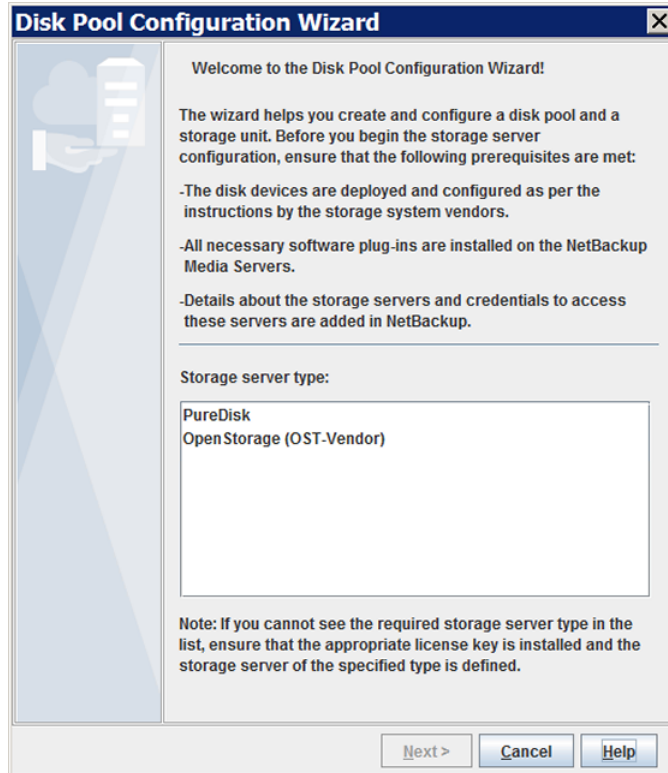 Disk Pool Configuration Wizard
Welcome to the Disk Pool Configuration Wizard!
The wizard helps you create and configure a disk pool and a
storage unit. Before you begin the storage server
configuration, ensure that the following prerequisites are met:
-The disk devices are deployed and configured as per the
instructions by the storage system vendors.
-All necessary software plug-ins are installed on the NetBackup
Media Servers.
-Details about the storage servers and credentials to access
these servers are added in NetBackup.
Storage server type:
PureDisk
OpenStorage (OST-Vendor)
Note: If you cannot see the required storage server type in the
list, ensure that the appropriate license key is installed and the
storage server of the specified type is defined.
Next >
Cancel
Help